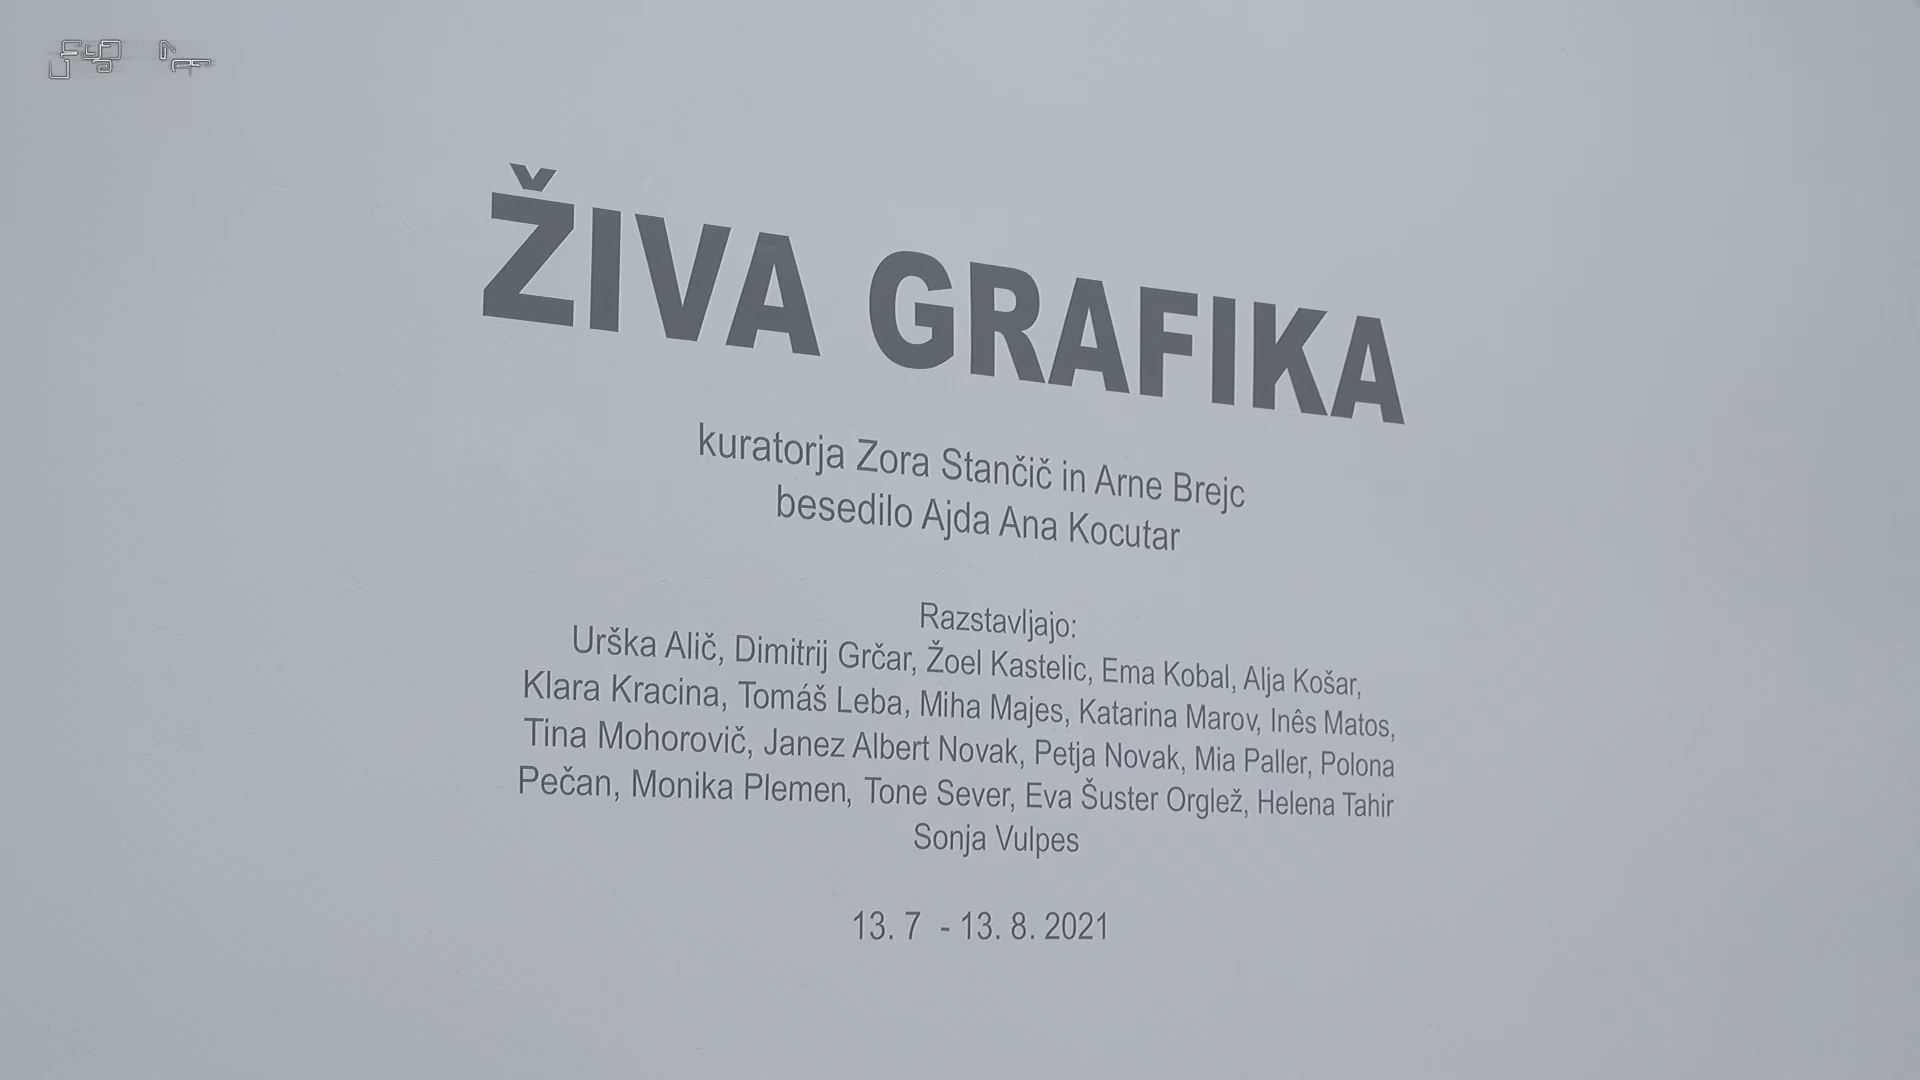 ŽIVA GRAFIKA
kuratorja Zora Stančič in Arne Brejc
besedilo Ajda Ana Kocutar
Razstavljajo:
Urška Alič, Dimitrij Grčar, Žoel Kastelic, Ema Kobal, Alja Košar,
Klara Kracina, Tomáš Leba, Miha Majes, Katarina Marov, Inês Matos,
Tina Mohorovič, Janez Albert Novak, Petja Novak, Mia Paller, Polona
Pečan, Monika Plemen, Tone Sever, Eva Šuster Orglež, Helena Tahir
Sonja Vulpes
13. 7 - 13. 8. 2021